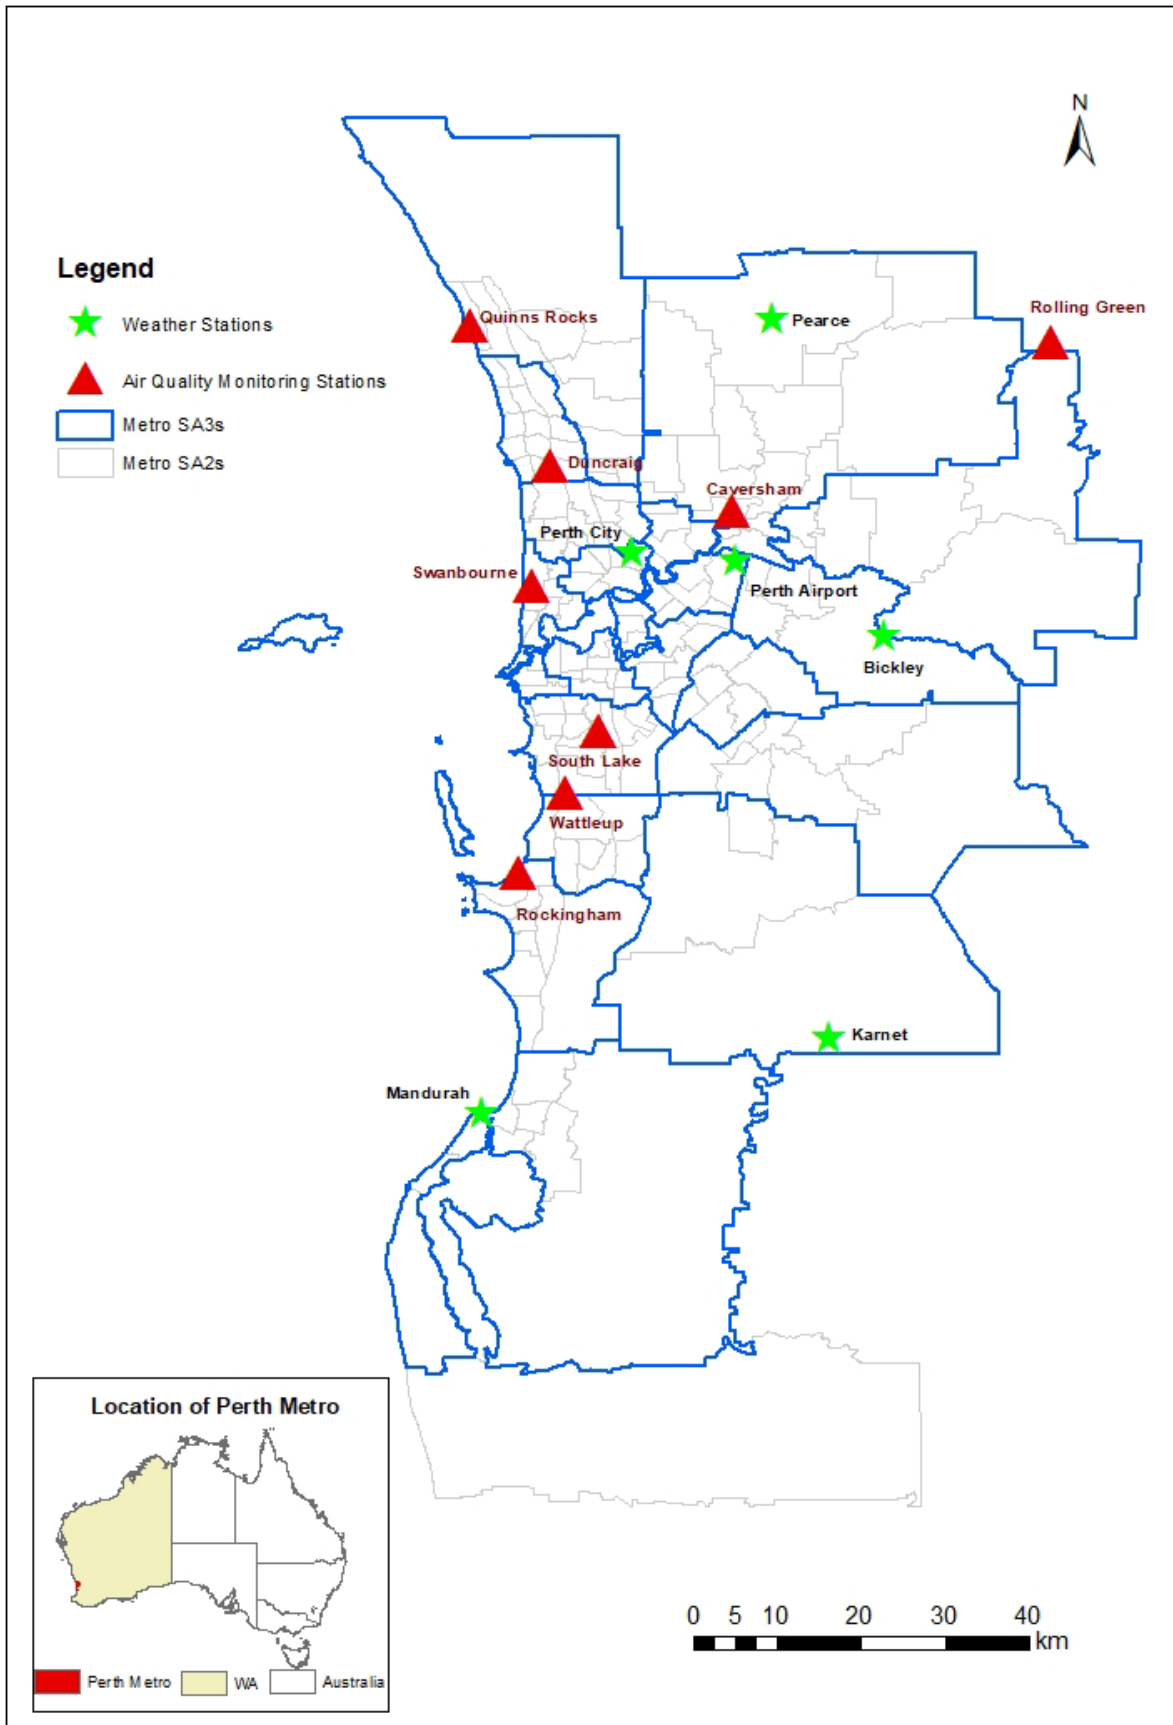 N
Legend
Weather Stations
Air Quality Monitoring Stations
Metro SA3s
Metro SA2s
Quinns Rocks
Pearce
Rolling Green
Duncraig
Caversham
Perth City
Swanbourne
Perth Airport
Bickley
South Lake
Wattleup
Rockingham
Karnet
Mandurah
Location of Perth Metro
Perth Metro
WA
Australia
0 5 10 20 30 40
km